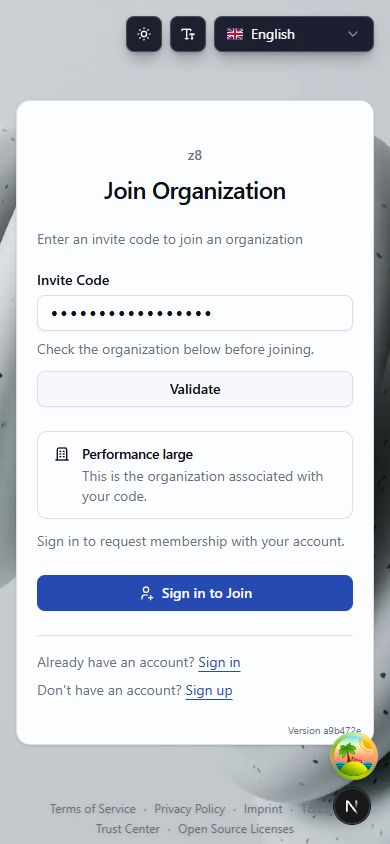 English
z8
Join Organization
Enter an invite code to join an organization
Invite Code
•••••••••••••••••
Check the organization below before joining.
Validate
Performance large
This is the organization associated with
your code.
Sign in to request membership with your account.
Sign in to Join
Already have an account? Sign in
Don't have an account? Sign up
Version a9b472e
Terms of Service · Privacy Policy · Imprint ·
N
Trust Center · Open Source Licenses